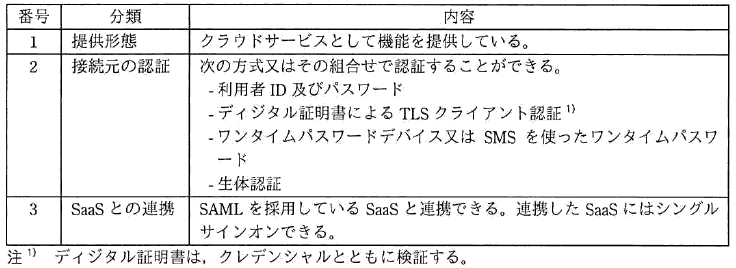 番号 分類 内容
1 提供形態 クラウドサービスとして機能を提供している。
2 接続元の認証 次の方式又はその組合せで認証することができる。
- 利用者 ID 及びパスワード
- ディジタル証明書による TLS クライアント認証 1)
- ワンタイムパスワードデバイス又は SMS を使ったワンタイムパスワ
ード
- 生体認証
3 SaaS との連携 SAML を採用している SaaS と連携できる。連携した SaaS にはシングル
サインオンできる。
注 1) ディジタル証明書は，クレデンシャルとともに検証する。